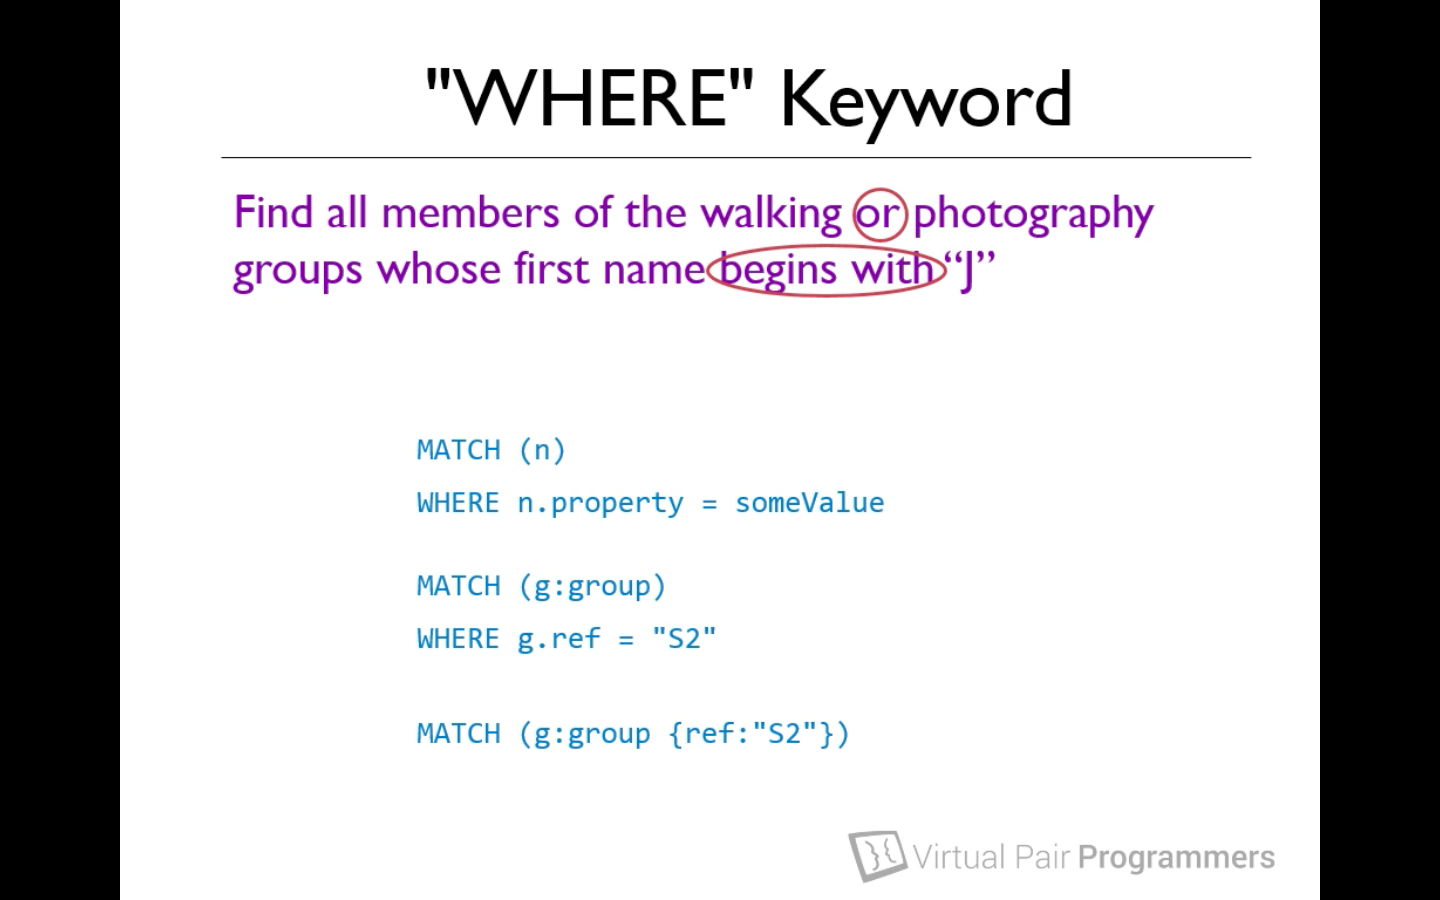 "WHERE" Keyword
Find all members of the walking or photography
groups whose first name begins with “J”
MATCH (n)
WHERE n.property = someValue
MATCH (g:group)
WHERE g.ref = "S2"
MATCH (g:group {ref:"S2"})
Virtual Pair Programmers